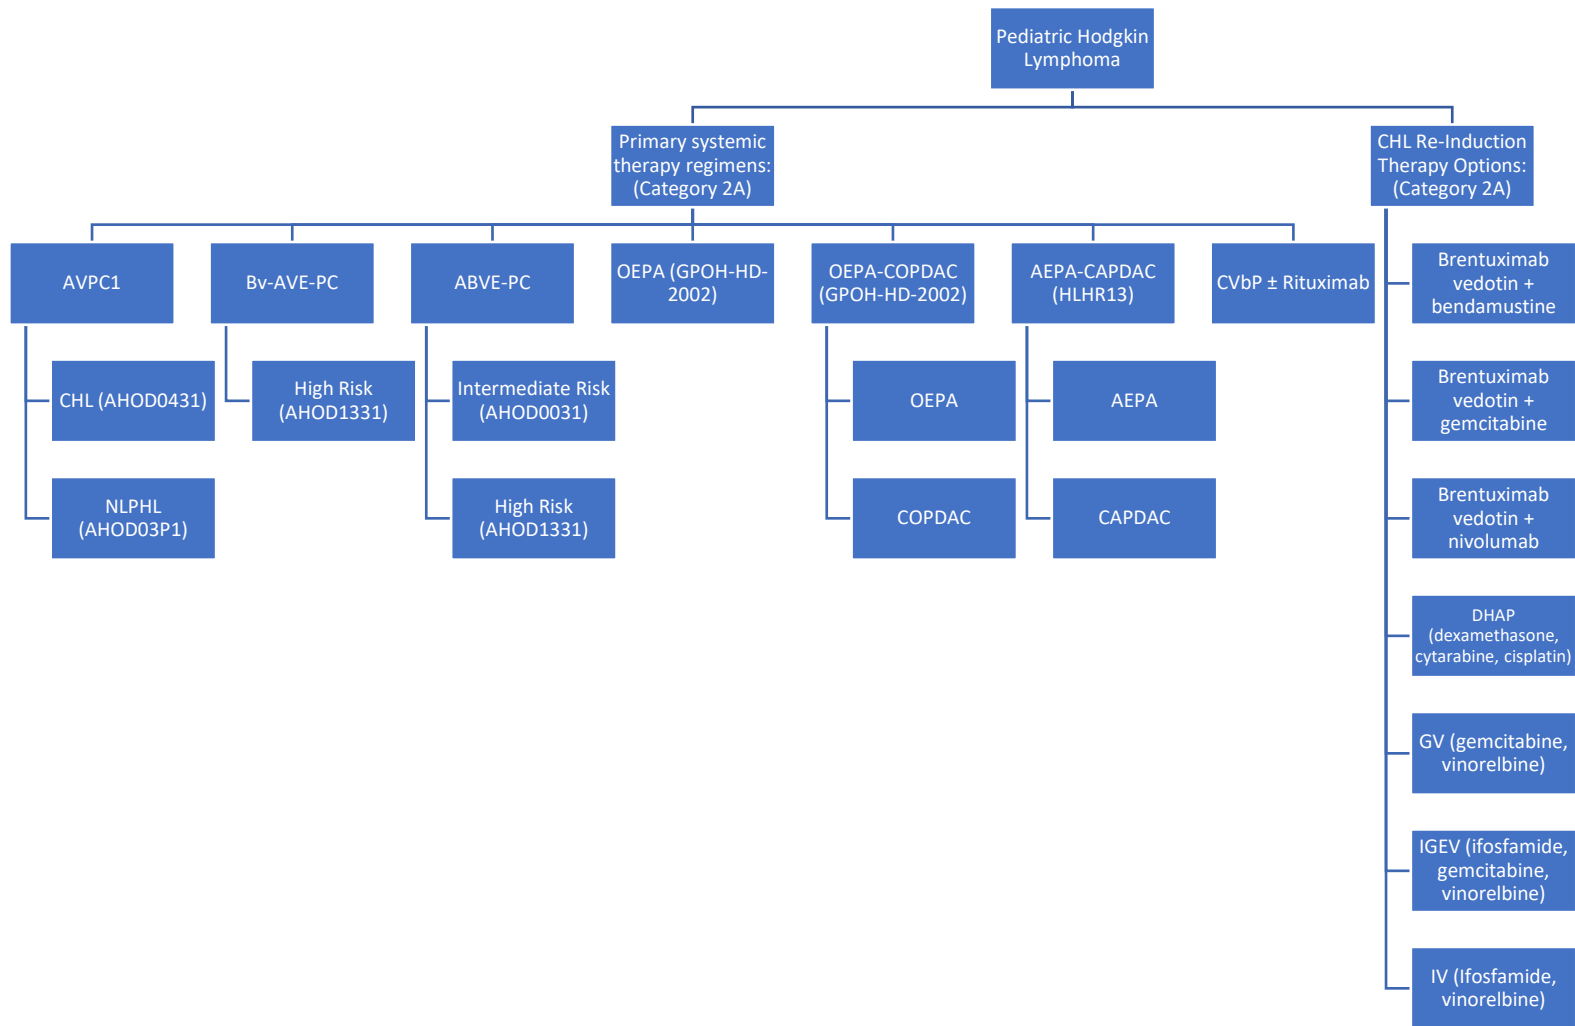 Pediatric Hodgkin
Lymphoma
Primary systemic
therapy regimens:
(Category 2A)
CHL Re-Induction
Therapy Options:
(Category 2A)
AVPC1
Bv-AVE-PC
ABVE-PC
OEPA (GPOH-HD-
2002)
OEPA-COPDAC
(GPOH-HD-2002)
AEPA-CAPDAC
(HLHR13)
CVbP ± Rituximab
Brentuximab
vedotin +
bendamustine
CHL (AHOD0431)
High Risk
(AHOD1331)
Intermediate Risk
(AHOD0031)
OEPA
AEPA
Brentuximab
vedotin +
gemcitabine
NLPHL
(AHOD03P1)
High Risk
(AHOD1331)
COPDAC
CAPDAC
Brentuximab
vedotin +
nivolumab
DHAP
(dexamethasone,
cytarabine, cisplatin)
GV (gemcitabine,
vinorelbine)
IGEV (ifosfamide,
gemcitabine,
vinorelbine)
IV (Ifosfamide,
vinorelbine)